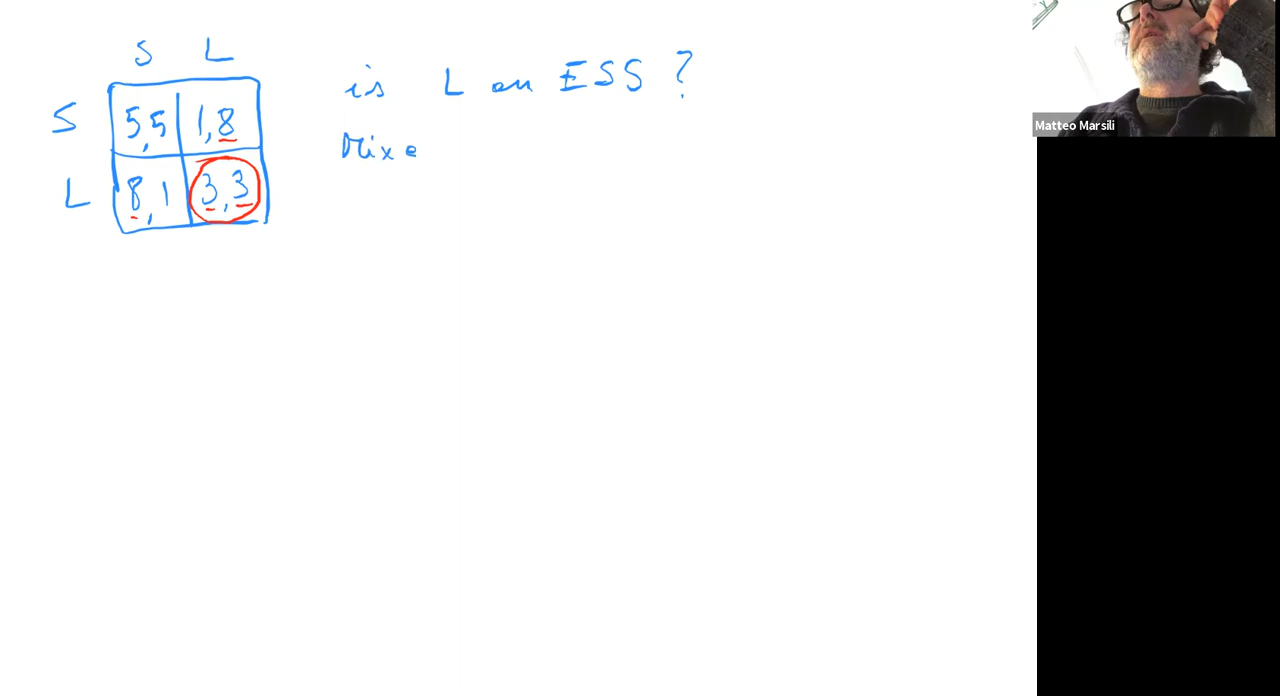 S L
S 5,5 1,8
L 8,1 3,3
is L an ESS ?
Mixe
Matteo Marsili